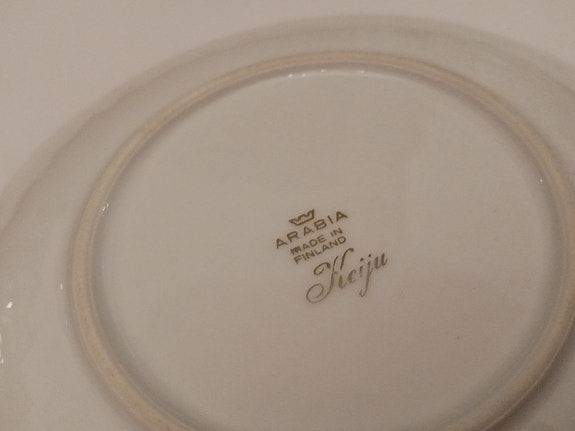 ARABIA
MADE IN
FINLAND
Keiju